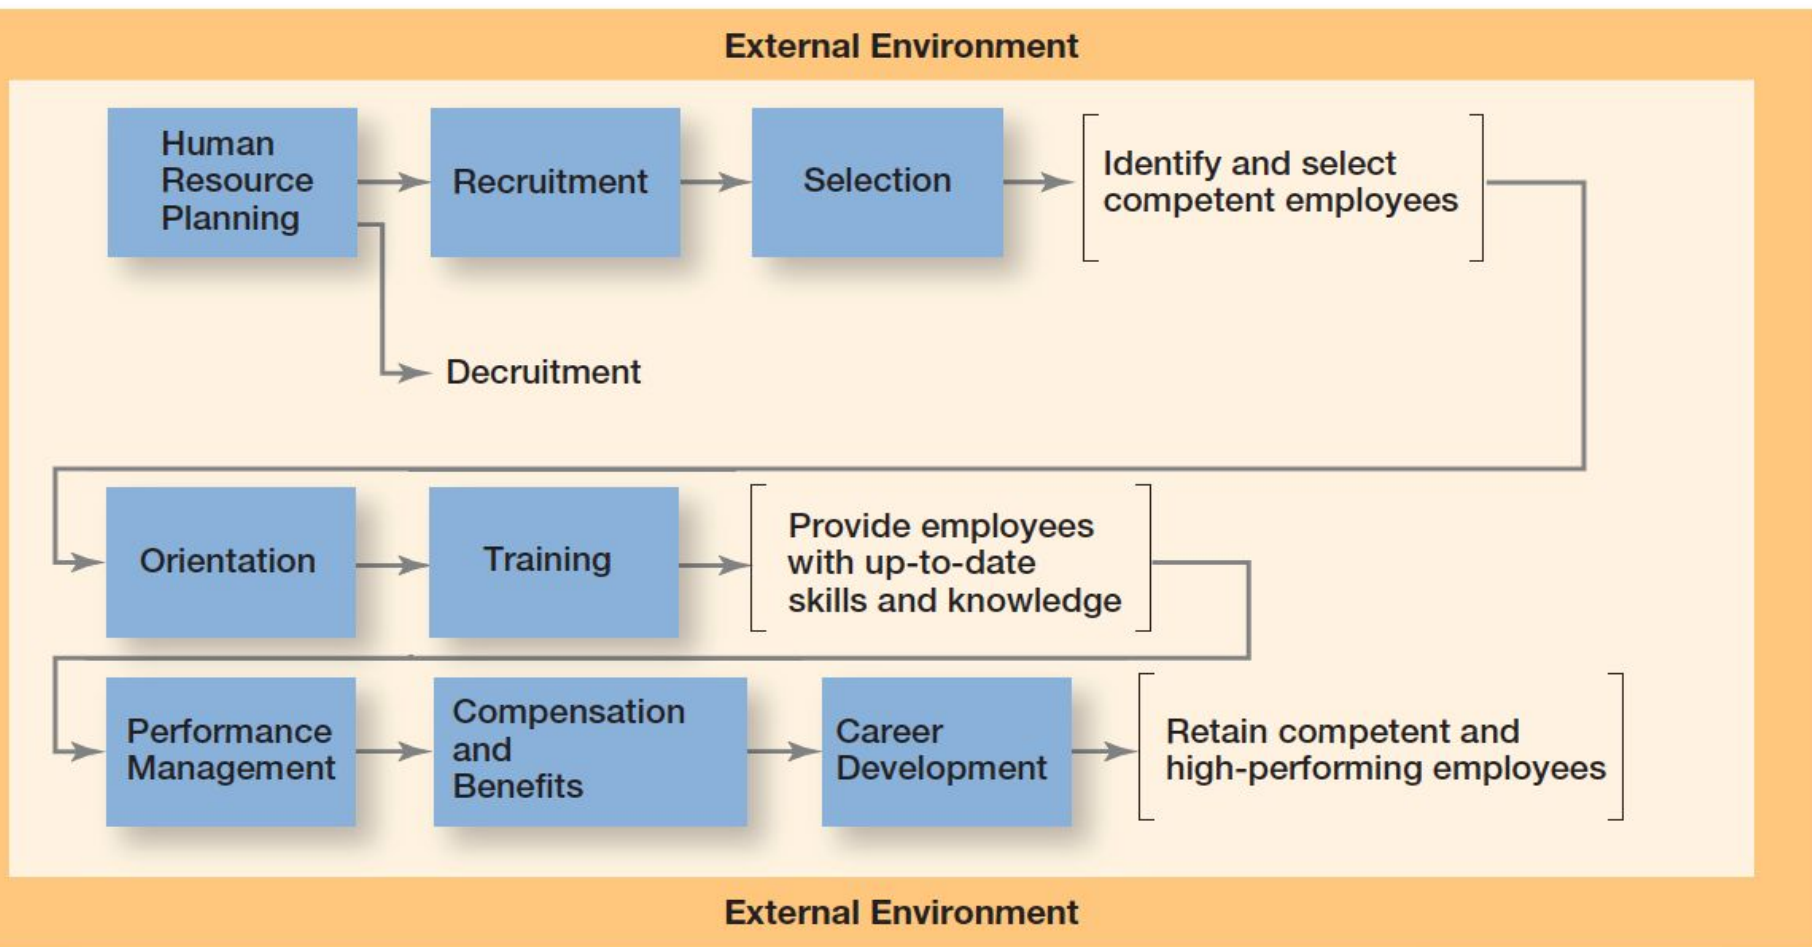 External Environment
Human
Resource
Planning
Recruitment
Selection
Identify and select
competent employees
Decruitment
Orientation
Training
Provide employees
with up-to-date
skills and knowledge
Performance
Management
Compensation
and
Benefits
Career
Development
Retain competent and
high-performing employees
External Environment